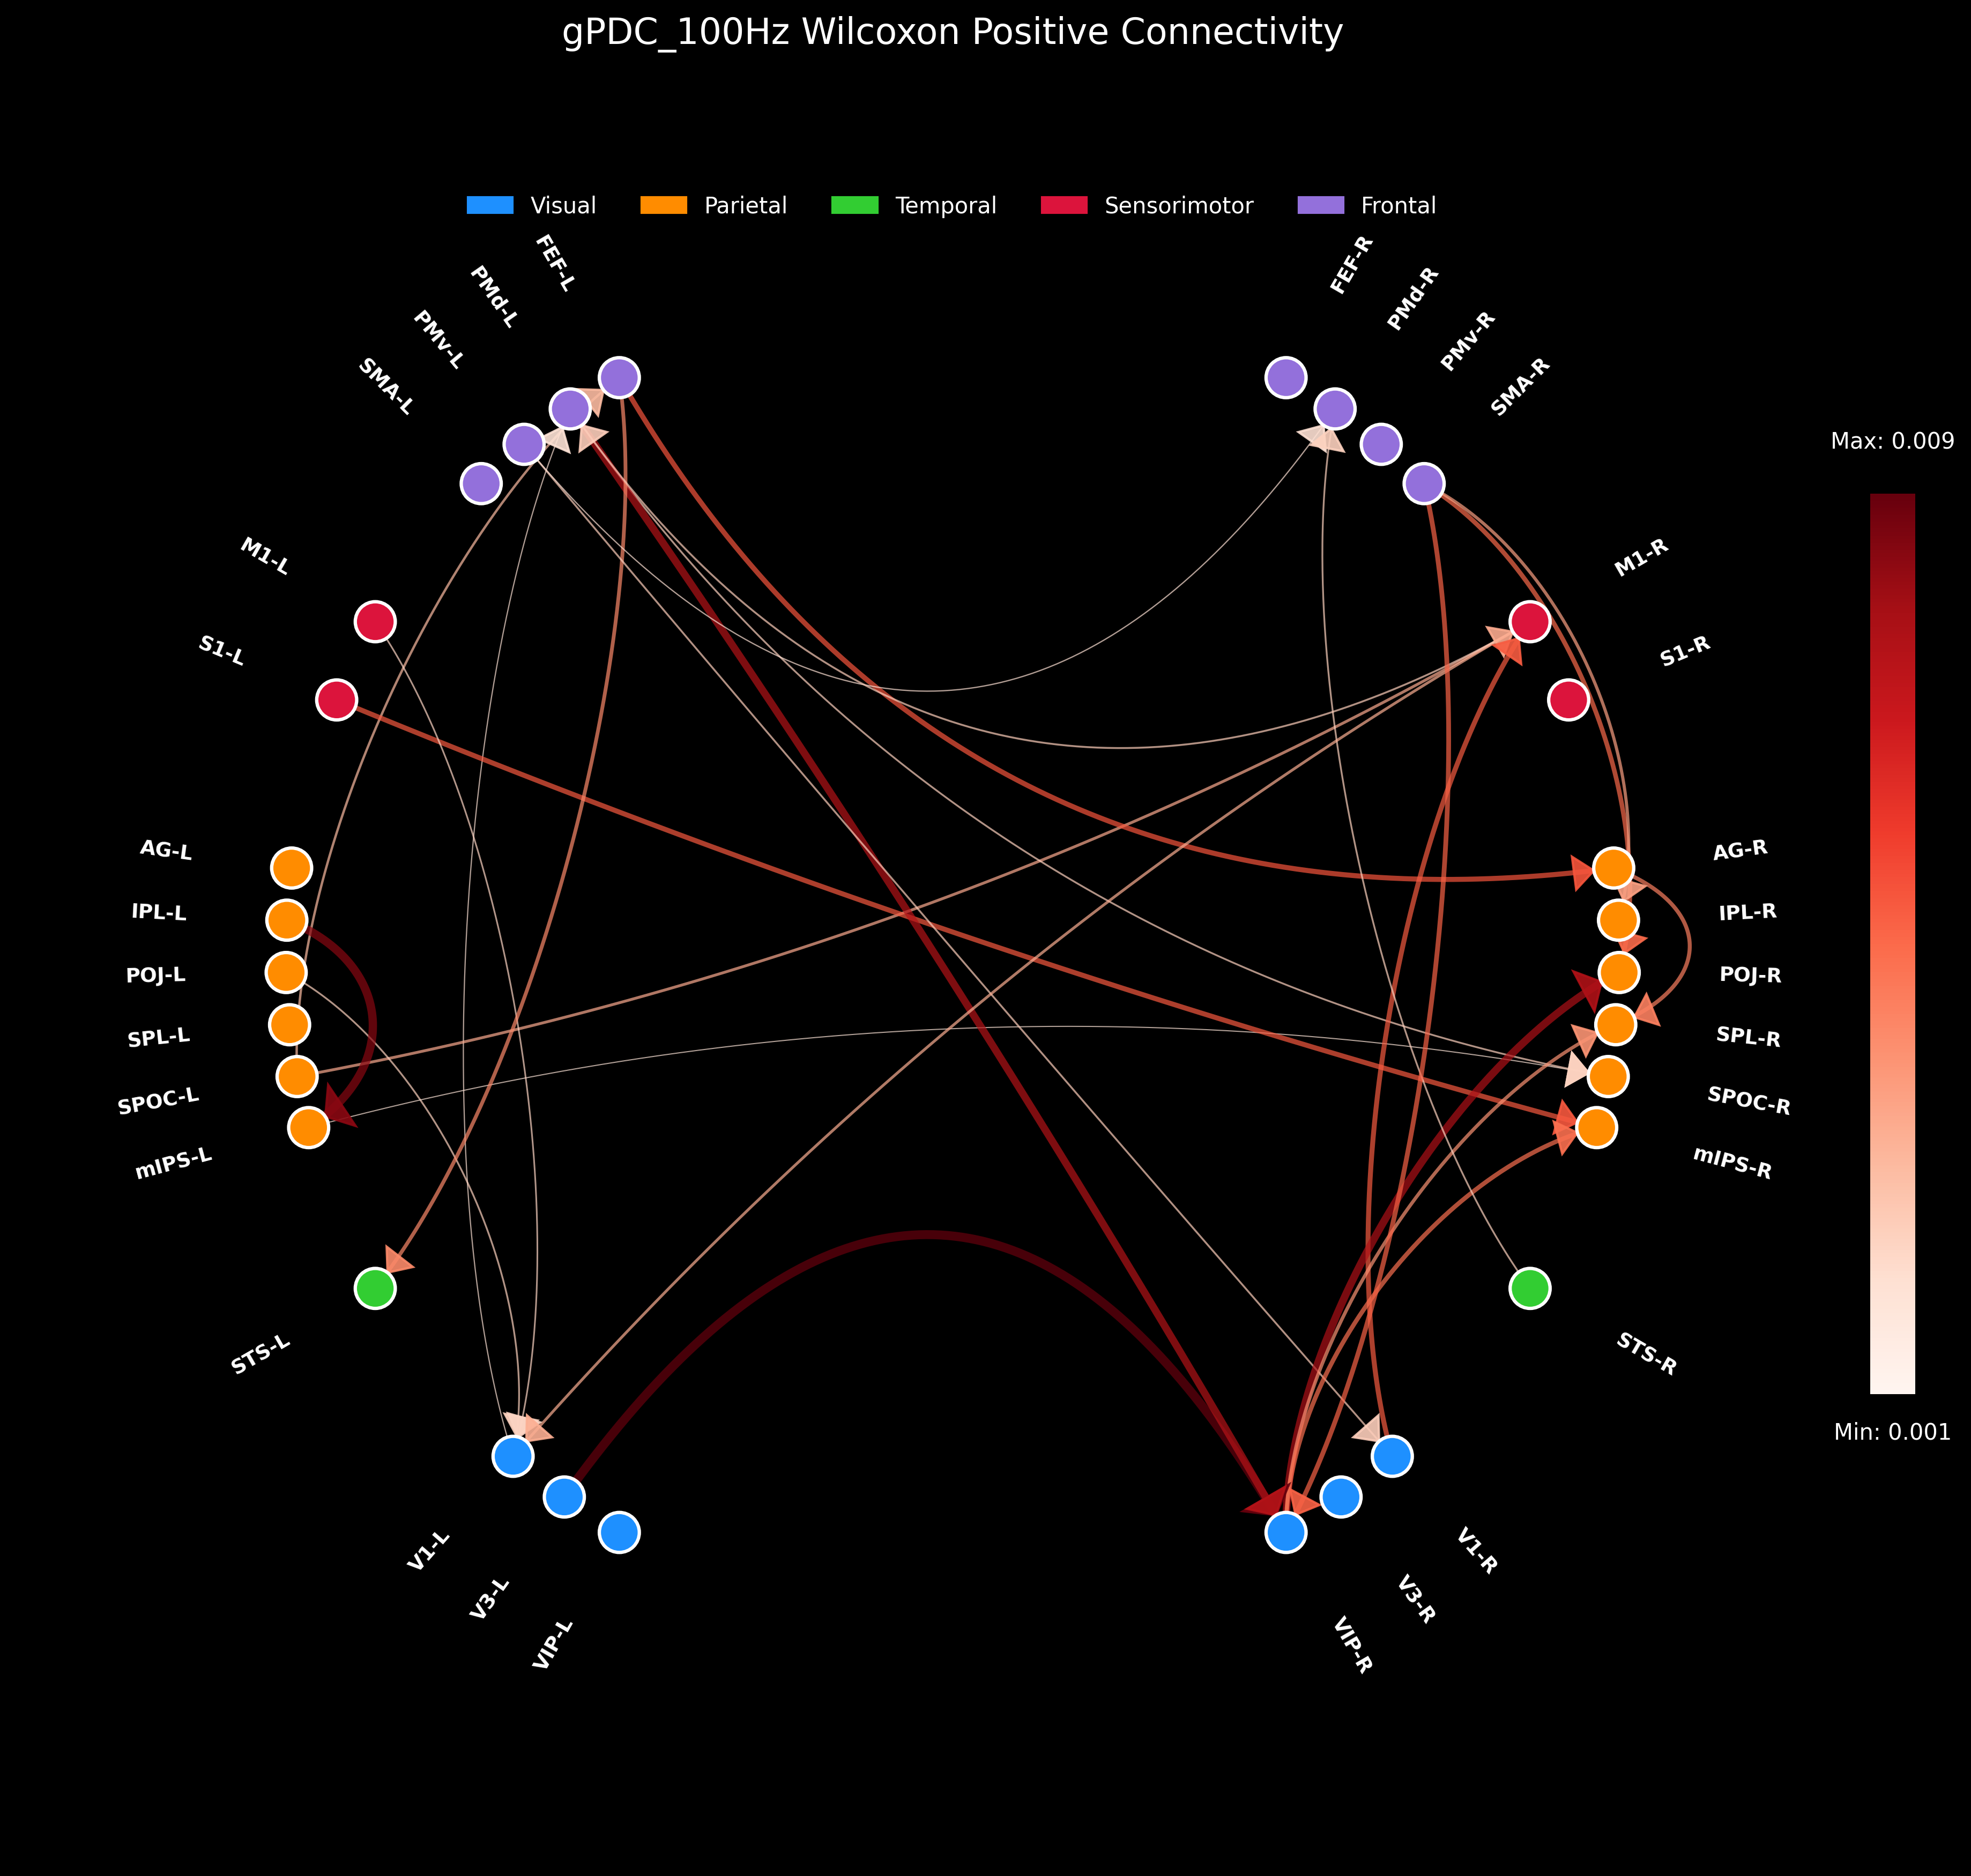 gPDC_100Hz Wilcoxon Positive Connectivity
Visual Parietal Temporal Sensorimotor Frontal
FEF-L
PMd-L
PMv-L
SMA-L
M1-L
S1-L
AG-L
IPL-L
POJ-L
SPL-L
SPOC-L
mIPS-L
STS-L
V1-L
V3-L
VIP-L
FEF-R
PMd-R
PMv-R
SMA-R
M1-R
S1-R
AG-R
IPL-R
POJ-R
SPL-R
SPOC-R
mIPS-R
STS-R
V1-R
V3-R
VIP-R
Max: 0.009
Min: 0.001